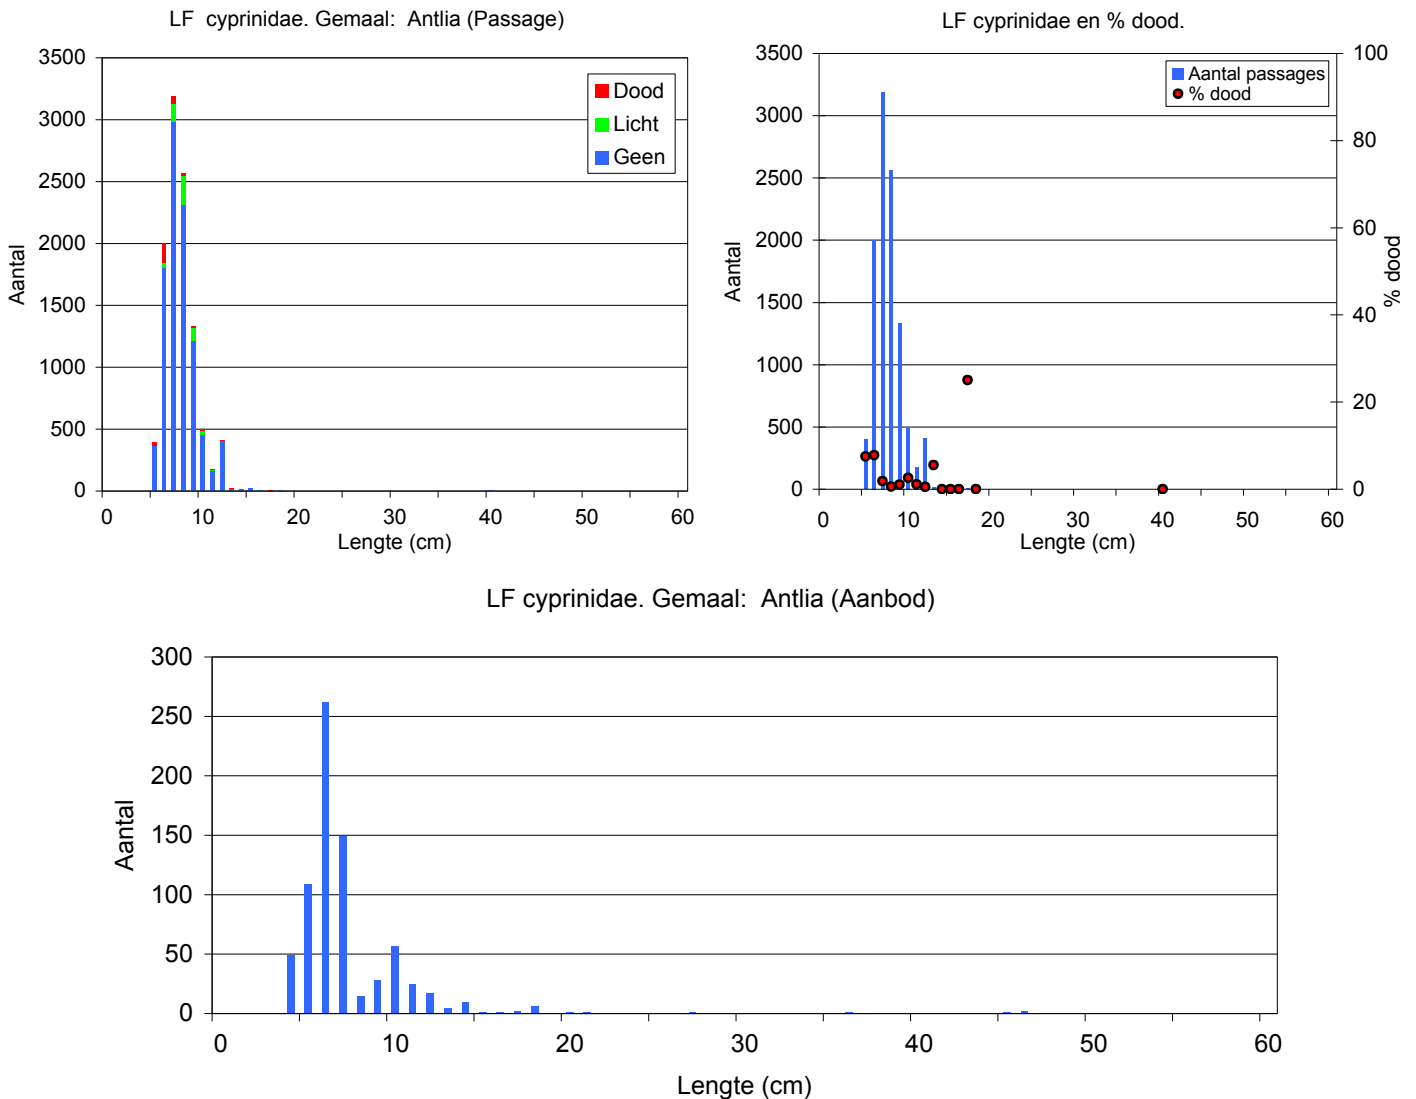 LF cyprinidae. Gemaal: Antlia (Passage)
3500
3000
2500
2000
1500
1000
500
0
Aantal
Dood
Licht
Geen
0 10 20 30 40 50 60
Lengte (cm)
LF cyprinidae en % dood.
3500
3000
2500
2000
1500
1000
500
0
Aantal
Aantal passages
% dood
100
80
60
40
20
0
% dood
0 10 20 30 40 50 60
Lengte (cm)
LF cyprinidae. Gemaal: Antlia (Aanbod)
300
250
200
150
100
50
0
Aantal
0 10 20 30 40 50 60
Lengte (cm)